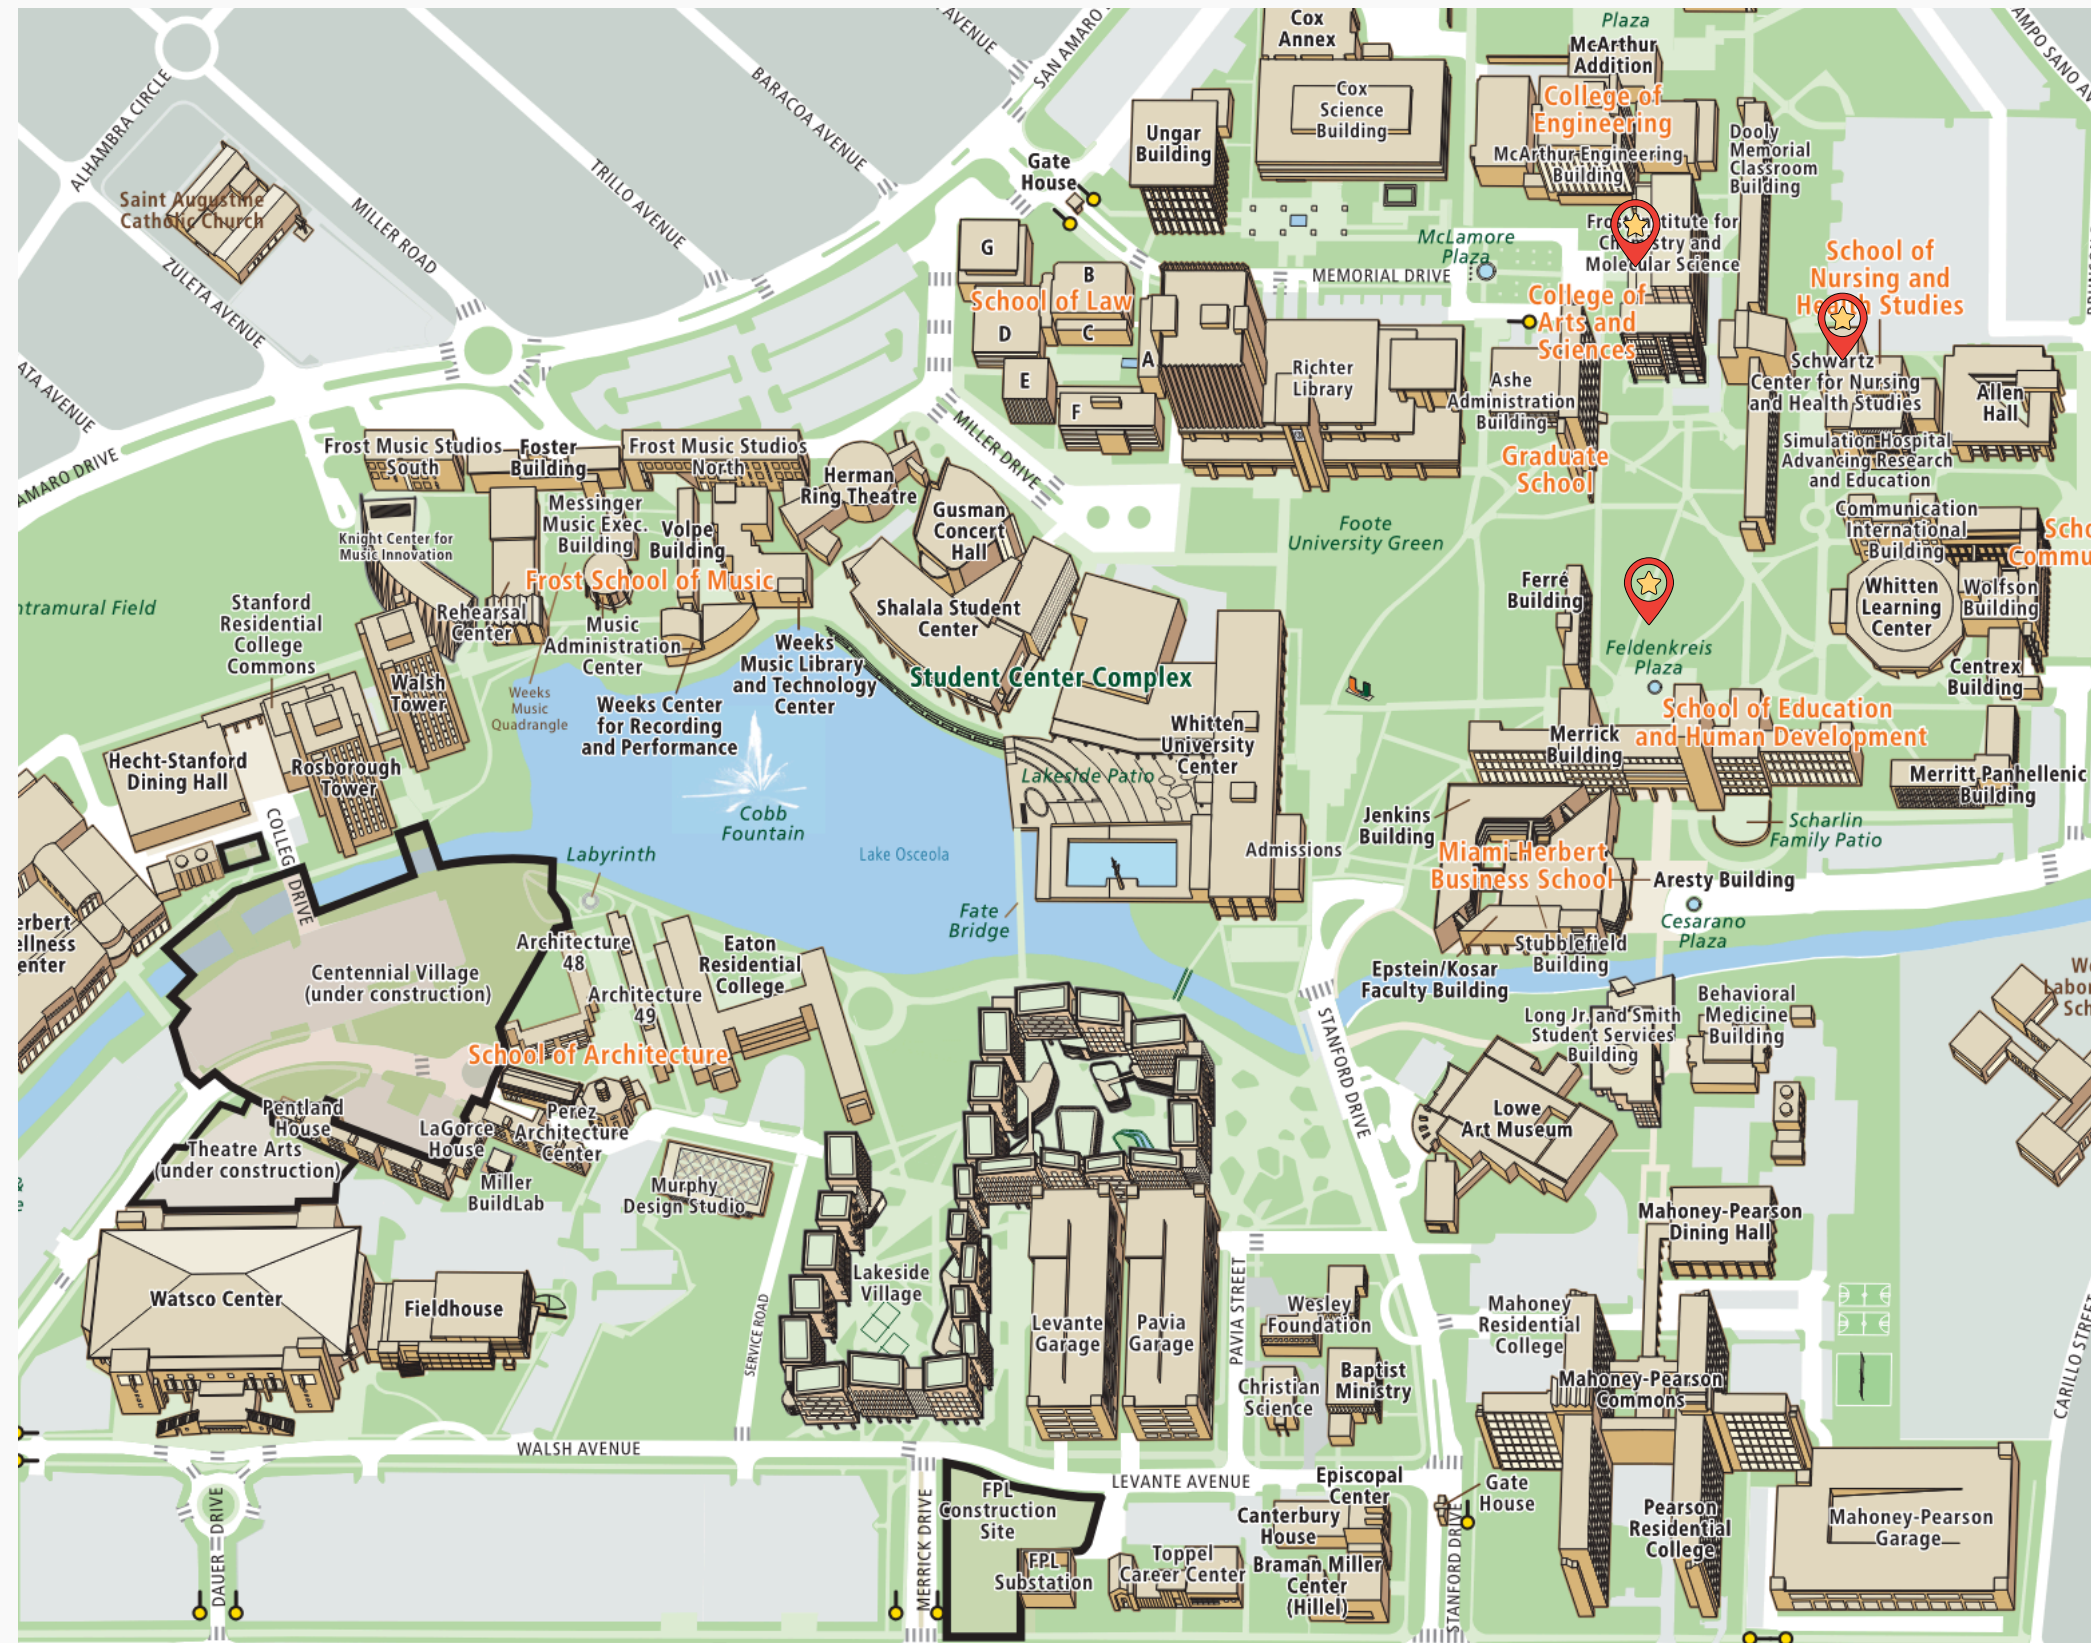 AVENUE
SAN AMARO
Cox
Annex
Plaza
McArthur
Addition
ALHAMBRA CIRCLE
BARACOA AVENUE
Cox
Science
Building
College of
Engineering
Ungar
Building
Dooly
Memorial
Classroom
Building
McArthur Engineering
Building
Gate
House
TRILLO AVENUE
Saint Augustine
Catholic Church
MILLER ROAD
ZULETA AVENUE
McLamore
Plaza
Molecular Science
School of
Nursing and
Studies
G
B
School of Law
D
C
A
E
F
MEMORIAL DRIVE
College of
Arts and
Sciences
Richter
Library
Ashe
Administration
Building
Schwartz
Center for Nursing
and Health Studies
Allen
Hall
AVENUE
AMARO DRIVE
MILLER DRIVE
Frost Music Studios
South
Foster
Building
Frost Music Studios
North
Herman
Ring Theatre
Graduate
School
Simulation Hospital
Advancing Research
and Education
Knight Center for
Music Innovation
Messinger
Music Exec.
Building
Volpe
Building
Gusman
Concert
Hall
Foote
University Green
Communication
International
Building
Frost School of Music
Ferré
Building
Whitten
Learning
Center
Wolfson
Building
Intramural Field
Stanford
Residential
College
Commons
Rehearsal
Center
Music
Administration
Center
Shalala Student
Center
Feldenkreis
Plaza
Walsh
Tower
Weeks
Music
Quadrangle
Weeks
Music Library
and Technology
Center
Student Center Complex
Centrex
Building
Weeks Center
for Recording
and Performance
Whitten
University
Center
U
Merrick
Building
School of Education
and Human Development
Hecht-Stanford
Dining Hall
Rosborough
Tower
Lakeside Patio
Merritt Panhellenic
Building
Cobb
Fountain
Jenkins
Building
Scharlin
Family Patio
COLLEGE DRIVE
Labyrinth
Lake Osceola
Admissions
Miami Herbert
Business School
Aresty Building
Fate
Bridge
Cesarano
Plaza
Architecture
48
Eaton
Residential
College
Stubblefield
Building
Centennial Village
(under construction)
Architecture
49
Epstein/Kosar
Faculty Building
STANFORD DRIVE
Long Jr. and Smith
Student Services
Building
Behavioral
Medicine
Building
School of Architecture
Pentland
House
LaGorce
House
Perez
Architecture
Center
Theatre Arts
(under construction)
Miller
BuildLab
Murphy
Design Studio
Lowe
Art Museum
Mahoney-Pearson
Dining Hall
Watsco Center
Fieldhouse
SERVICE ROAD
Lakeside
Village
Levante
Garage
Pavia
Garage
PAVIA STREET
Wesley
Foundation
Mahoney
Residential
College
Christian
Science
Baptist
Ministry
Mahoney-Pearson
Commons
CARILLO STREET
WALSH AVENUE
LEVANTE AVENUE
DAUER DRIVE
MERRICK DRIVE
FPL
Construction
Site
Episcopal
Center
Canterbury
House
Gate
House
STANFORD DRIVE
Pearson
Residential
College
Mahoney-Pearson
Garage
FPL
Substation
Toppel
Career Center
Braman Miller
Center
(Hillel)